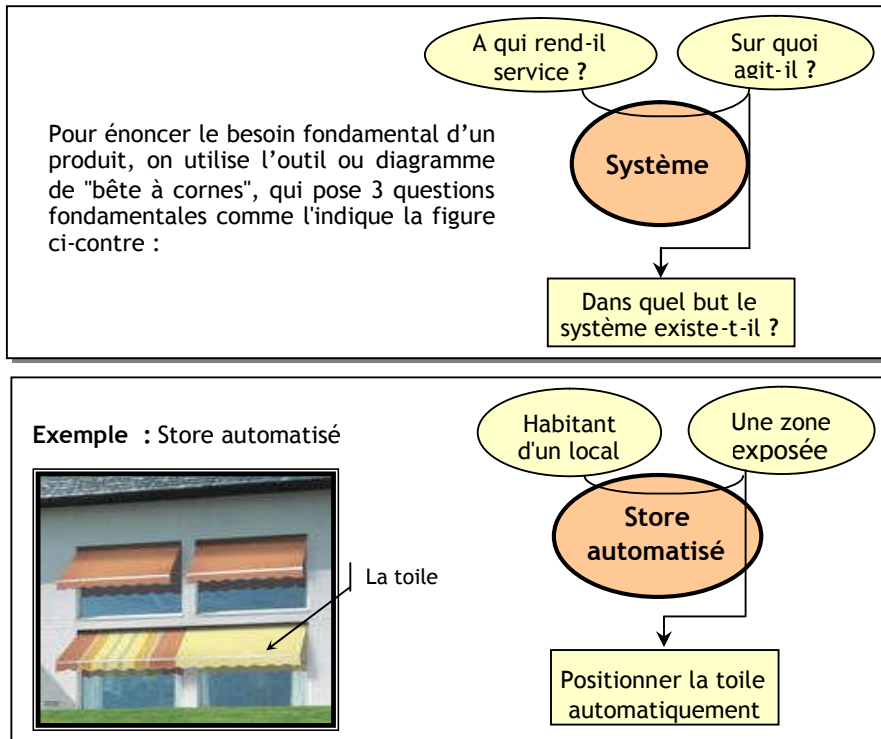 A qui rend-il
service ?
Sur quoi
agit-il ?
Pour énoncer le besoin fondamental d’un
produit, on utilise l’outil ou diagramme
de "bête à cornes", qui pose 3 questions
fondamentales comme l'indique la figure
ci-contre :
Système
Dans quel but le
système existe-t-il ?
Exemple : Store automatisé
Habitant
d'un local
Une zone
exposée
Store
automatisé
La toile
Positionner la toile
automatiquement